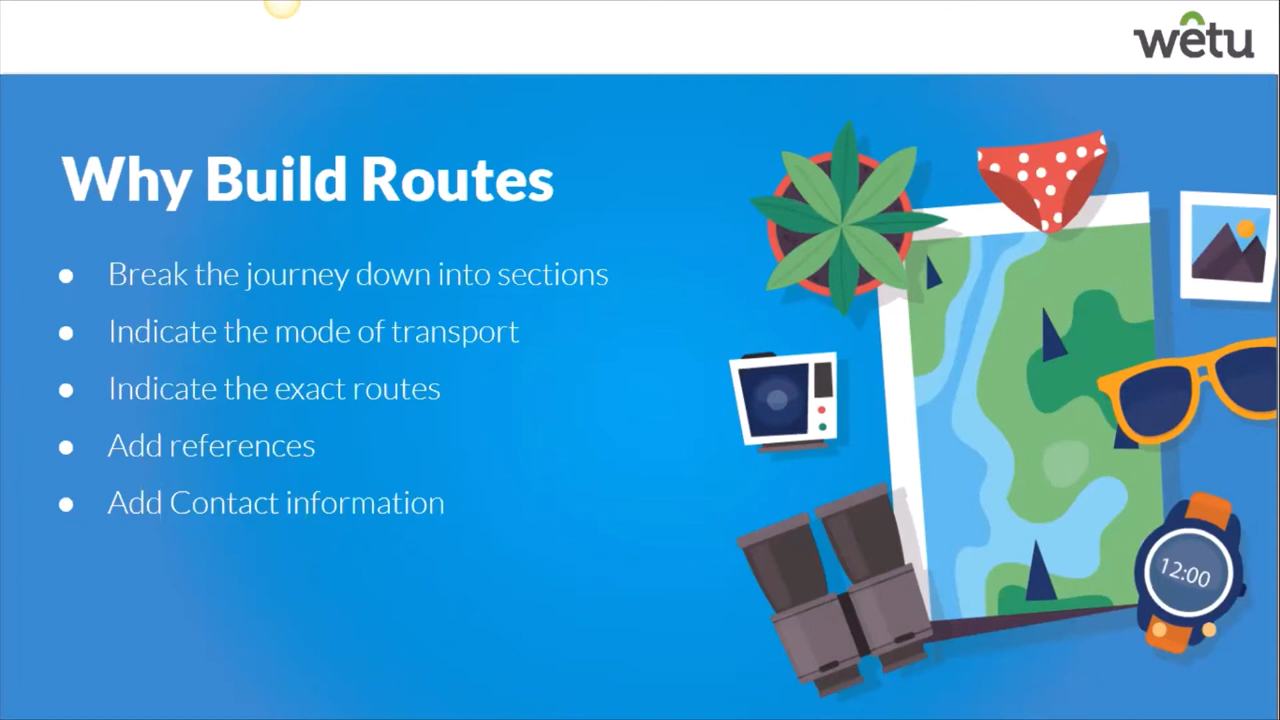 wetu
Why Build Routes
● Break the journey down into sections
● Indicate the mode of transport
● Indicate the exact routes
● Add references
● Add Contact information
12:00